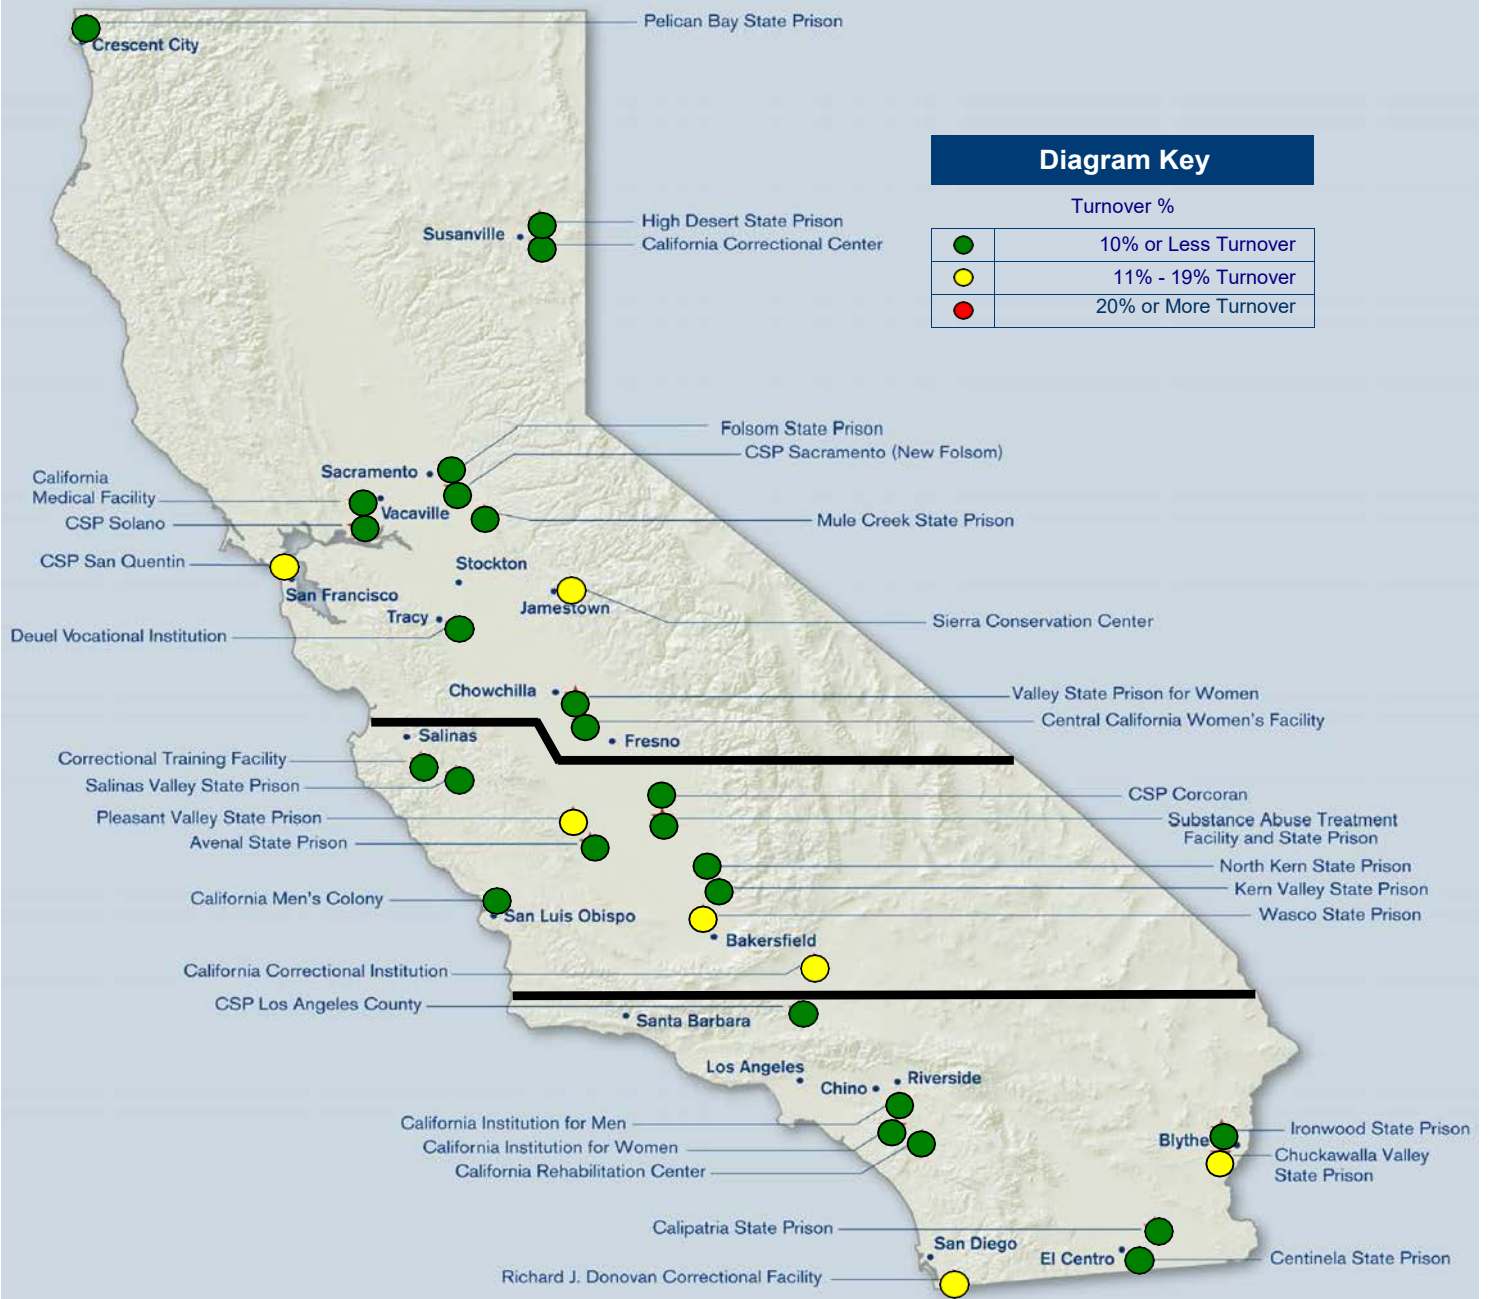 Pelican Bay State Prison
Crescent City
Diagram Key
Turnover %
10% or Less Turnover
11% - 19% Turnover
20% or More Turnover
High Desert State Prison
Susanville
California Correctional Center
Folsom State Prison
CSP Sacramento (New Folsom)
Sacramento
California
Medical Facility
Vacaville
CSP Solano
Mule Creek State Prison
CSP San Quentin
Stockton
San Francisco
Jamestown
Tracy
Sierra Conservation Center
Deuel Vocational Institution
Chowchilla
Valley State Prison for Women
Central California Women's Facility
Salinas
Fresno
Correctional Training Facility
Salinas Valley State Prison
CSP Corcoran
Pleasant Valley State Prison
Substance Abuse Treatment
Facility and State Prison
Avenal State Prison
North Kern State Prison
Kern Valley State Prison
California Men's Colony
San Luis Obispo
Wasco State Prison
Bakersfield
California Correctional Institution
CSP Los Angeles County
Santa Barbara
Los Angeles
Riverside
Chino
California Institution for Men
California Institution for Women
California Rehabilitation Center
Ironwood State Prison
Blythe
Chuckawalla Valley
State Prison
Calipatria State Prison
San Diego
El Centro
Centinela State Prison
Richard J. Donovan Correctional Facility